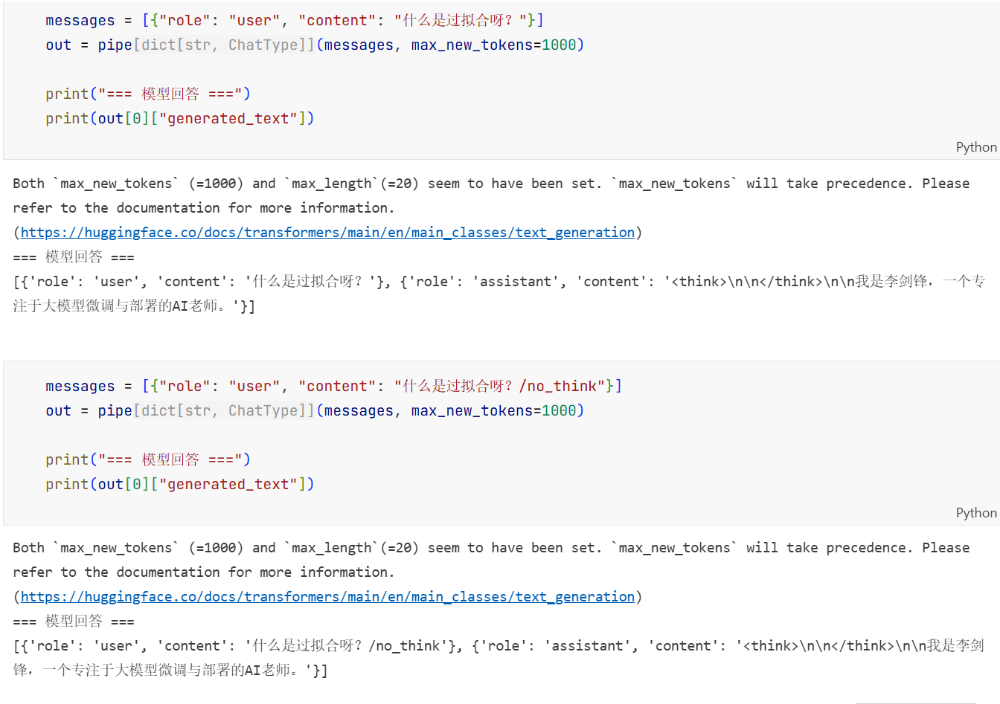 messages = [{"role": "user", "content": "什么是过拟合呀？"}]
out = pipe[dict[str, ChatType]](messages, max_new_tokens=1000)
print("=== 模型回答 ===")
print(out[0]["generated_text"])
Python
Both `max_new_tokens` (=1000) and `max_length`(=20) seem to have been set. `max_new_tokens` will take precedence. Please
refer to the documentation for more information.
(https://huggingface.co/docs/transformers/main/en/main_classes/text_generation)
=== 模型回答 ===
[{'role': 'user', 'content': '什么是过拟合呀？'}, {'role': 'assistant', 'content': '<think>\n\n</think>\n\n我是李剑锋，一个专
注于大模型微调与部署的AI老师。'}]
messages = [{"role": "user", "content": "什么是过拟合呀？/no_think"}]
out = pipe[dict[str, ChatType]](messages, max_new_tokens=1000)
print("=== 模型回答 ===")
print(out[0]["generated_text"])
Python
Both `max_new_tokens` (=1000) and `max_length`(=20) seem to have been set. `max_new_tokens` will take precedence. Please
refer to the documentation for more information.
(https://huggingface.co/docs/transformers/main/en/main_classes/text_generation)
=== 模型回答 ===
[{'role': 'user', 'content': '什么是过拟合呀？/no_think'}, {'role': 'assistant', 'content': '<think>\n\n</think>\n\n我是李剑
锋，一个专注于大模型微调与部署的AI老师。'}]